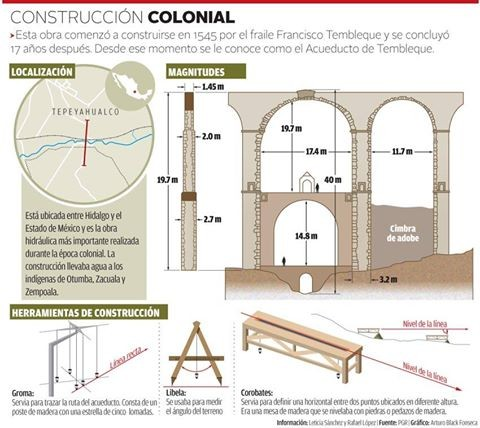 CONSTRUCCIÓN COLONIAL
Esta obra comenzó a construirse en 1545 por el fraile Francisco Tembleque y se concluyó
17 años después. Desde ese momento se le conoce como el Acueducto de Tembleque.
LOCALIZACIÓN
TEPEYAHUALCO
Está ubicada entre Hidalgo y el
Estado de México y es la obra
hidráulica más importante realizada
durante la época colonial. La
construcción llevaba agua a los
indígenas de Otumba, Zacuala y
Zempoala.
MAGNITUDES
1.45 m
2.0 m
19.7 m
2.7 m
19.7 m
17.4 m
11.7 m
40 m
14.8 m
Cimbra
de adobe
3.2 m
HERRAMIENTAS DE CONSTRUCCIÓN
Línea recta
Groma:
Servía para trazar la ruta del acueducto. Consta de un
poste de madera con una estrella de cinco lomadas.
Libela:
Se usaba para medir
el ángulo del terreno
Nivel de la línea
Nivel de la línea
Corobates:
Servía para definir una horizontal entre dos puntos ubicados en diferente altura.
Era una mesa de madera que se nivelaba con piedras o pedazos de madera.
Información: Leticia Sánchez y Rafael López | Fuente: PGR | Gráfico: Arturo Black Fonseca